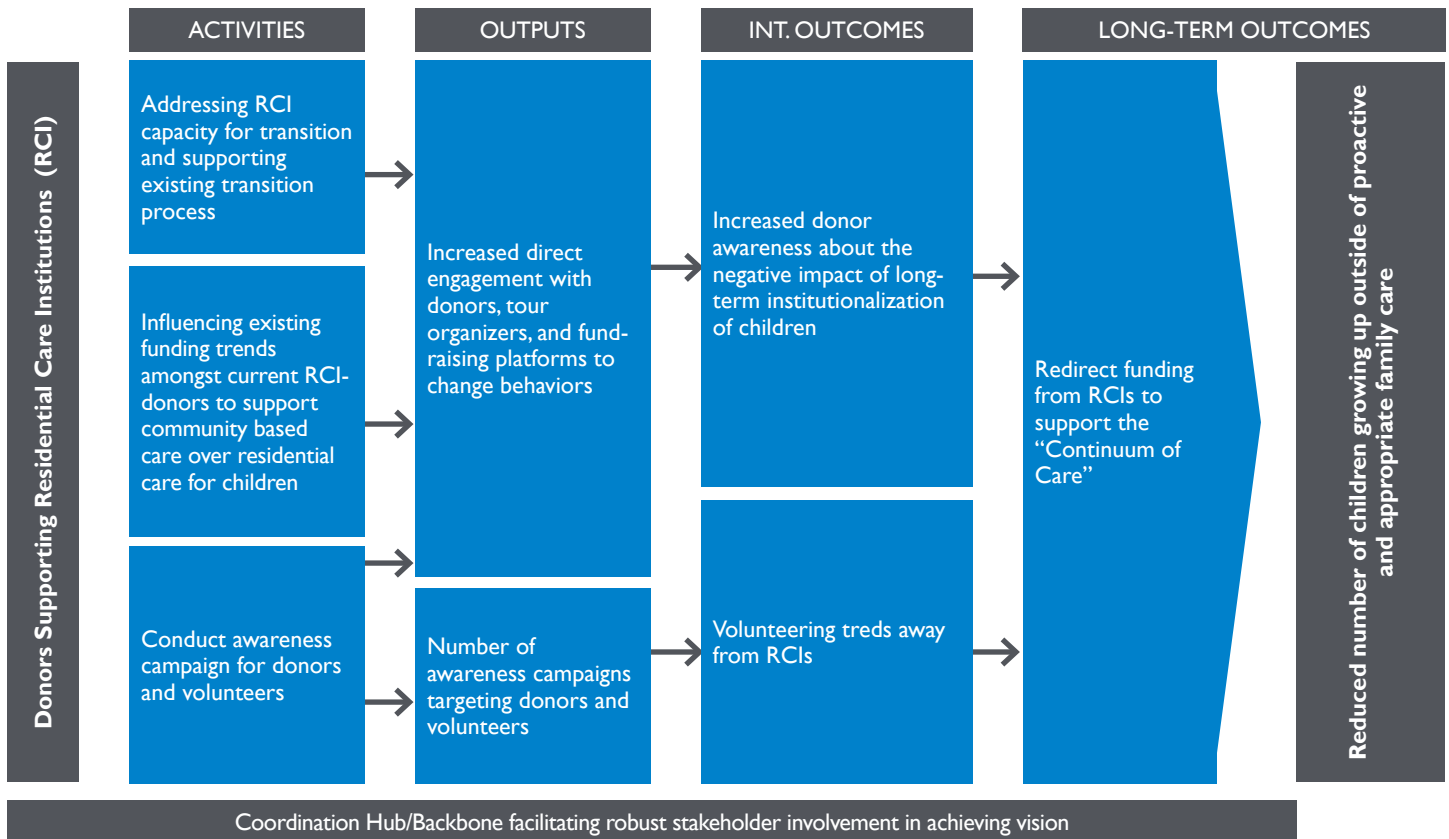 ACTIVITIES
OUTPUTS
INT. OUTCOMES
LONG-TERM OUTCOMES
Donors Supporting Residential Care Institutions (RCI)
Addressing RCI
capacity for transition
and supporting
existing transition
process
Influencing existing
funding trends
amongst current RCI-
donors to support
community based
care over residential
care for children
Conduct awareness
campaign for donors
and volunteers
Increased direct
engagement with
donors, tour
organizers, and fund-
raising platforms to
change behaviors
Number of
awareness campaigns
targeting donors and
volunteers
Increased donor
awareness about the
negative impact of long-
term institutionalization
of children
Volunteering treds away
from RCIs
Redirect funding
from RCIs to
support the
“Continuum of
Care”
Reduced number of children growing up outside of proactive
and appropriate family care
Coordination Hub/Backbone facilitating robust stakeholder involvement in achieving vision